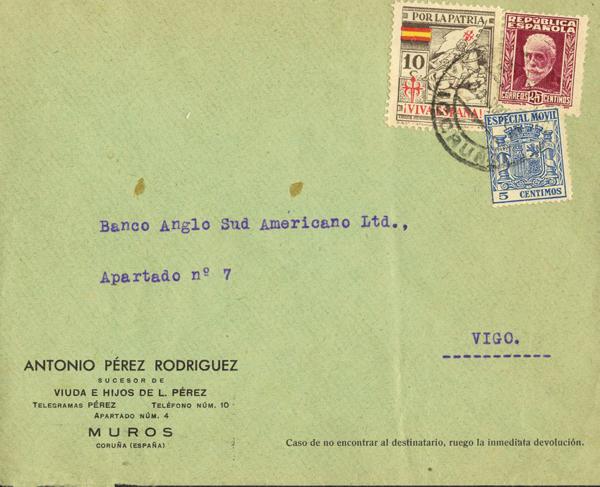 POR LA PATRIA
10
¡VIVA ESPAÑA!
REPUBLICA
ESPAÑOLA
CORREOS 25 CENTIMOS
ESPECIAL MOVIL
5 CENTIMOS
Banco Anglo Sud Américano Ltd.,
Apartado nº 7
VIGO.
ANTONIO PÉREZ RODRIGUEZ
SUCESOR DE
VIUDA E HIJOS DE L. PÉREZ
TELEGRAMAS PÉREZ TELÉFONO NÚM. 10
APARTADO NÚM. 4
MUROS
CORUÑA (ESPAÑA)
Caso de no encontrar al destinatario, ruego la inmediata devolución.